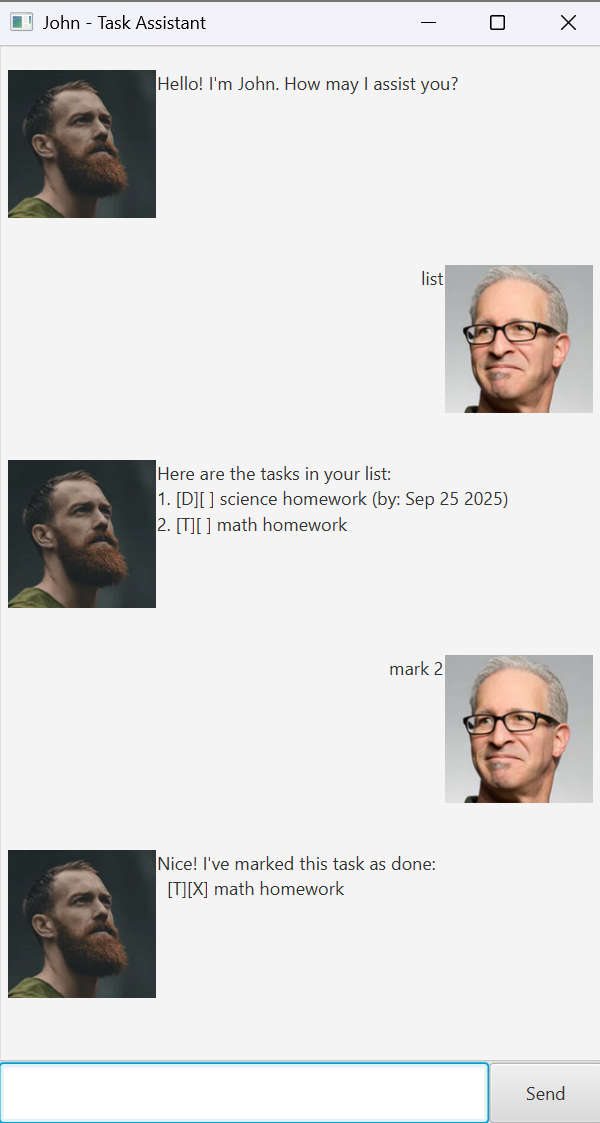 John - Task Assistant
Hello! I'm John. How may I assist you?
list
Here are the tasks in your list:
1. [D][ ] science homework (by: Sep 25 2025)
2. [T][ ] math homework
mark 2
Nice! I've marked this task as done:
[T][X] math homework
Send